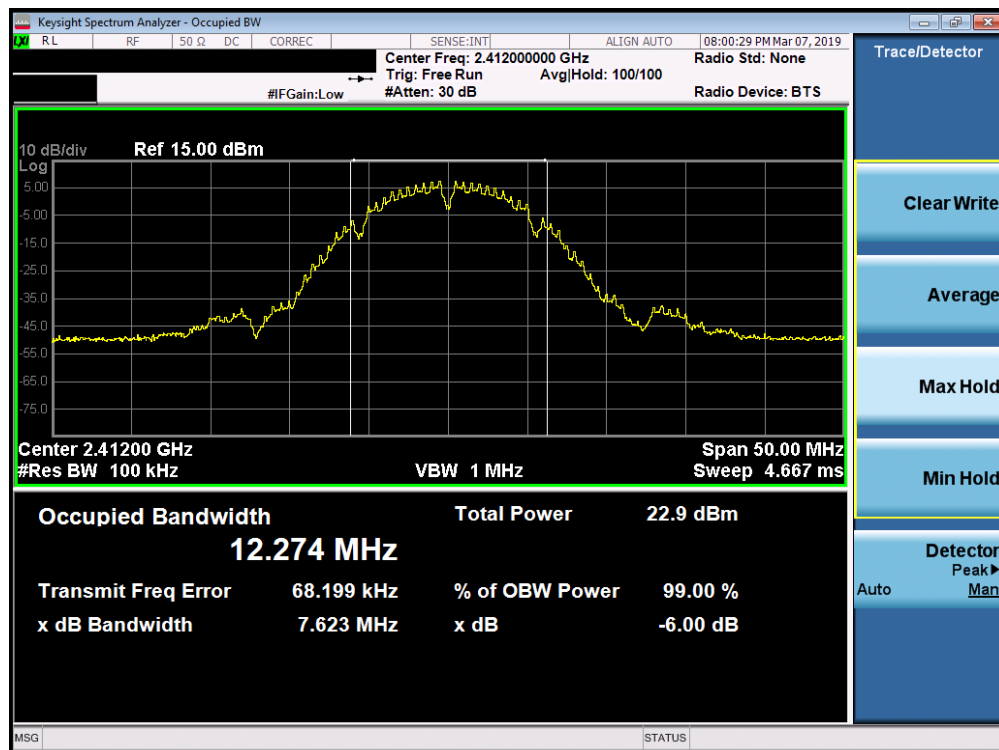 Keysight Spectrum Analyzer - Occupied BW
LXI RL RF 50 Ω DC CORREC SENSE:INT ALIGN AUTO 08:00:29 PM Mar 07, 2019
Center Freq: 2.412000000 GHz Radio Std: None
Trig: Free Run Avg|Hold: 100/100
#IFGain:Low #Atten: 30 dB Radio Device: BTS
Trace/Detector
10 dB/div Ref 15.00 dBm
Log
5.00
-5.00
-15.0
-25.0
-35.0
-45.0
-55.0
-65.0
-75.0
Center 2.41200 GHz Span 50.00 MHz
#Res BW 100 kHz VBW 1 MHz Sweep 4.667 ms
Occupied Bandwidth Total Power 22.9 dBm
12.274 MHz
Transmit Freq Error 68.199 kHz % of OBW Power 99.00 %
x dB Bandwidth 7.623 MHz x dB -6.00 dB
Clear Write
Average
Max Hold
Min Hold
Detector
Peak▶
Auto Man
MSG STATUS